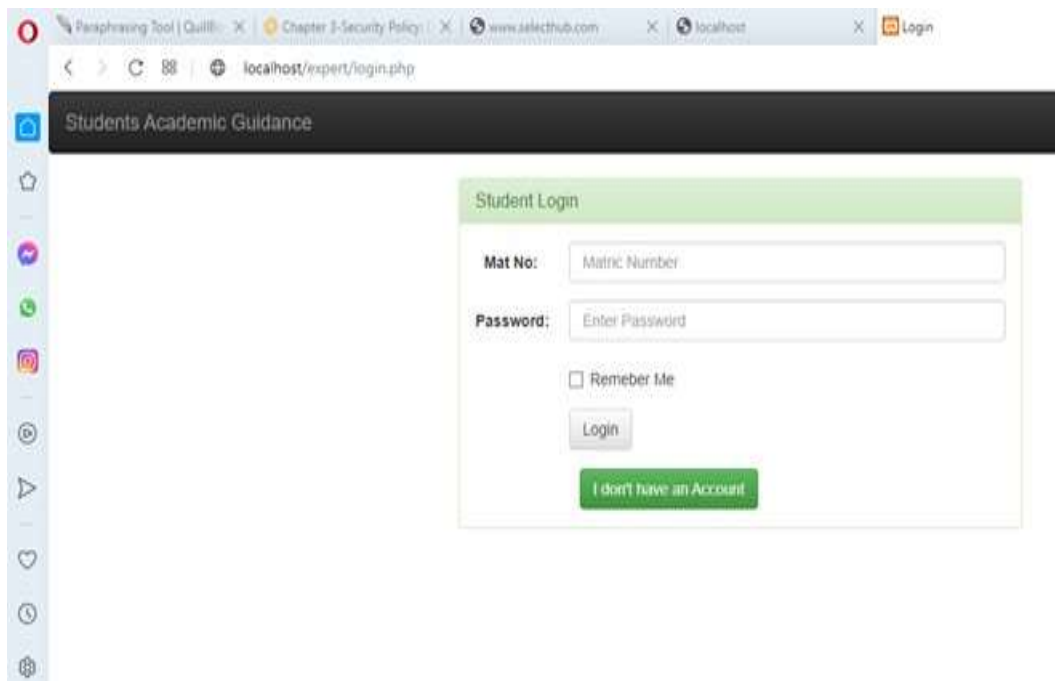 Paraphrasing Tool | Quill Chapter 3-Security Policy: www.selecthub.com localhost Login
localhost/expert/login.php
Students Academic Guidance
Student Login
Mat No: Matric Number
Password: Enter Password
Remeber Me
Login
I don't have an Account